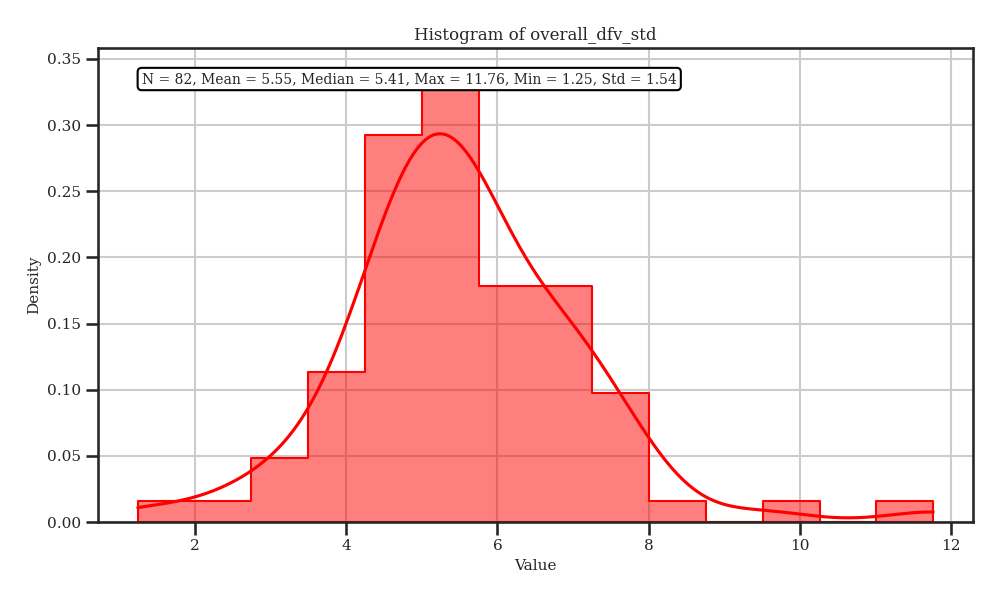 Histogram of overall_dfv_std
N = 82, Mean = 5.55, Median = 5.41, Max = 11.76, Min = 1.25, Std = 1.54
Density
0.35
0.30
0.25
0.20
0.15
0.10
0.05
0.00
2 4 6 8 10 12
Value